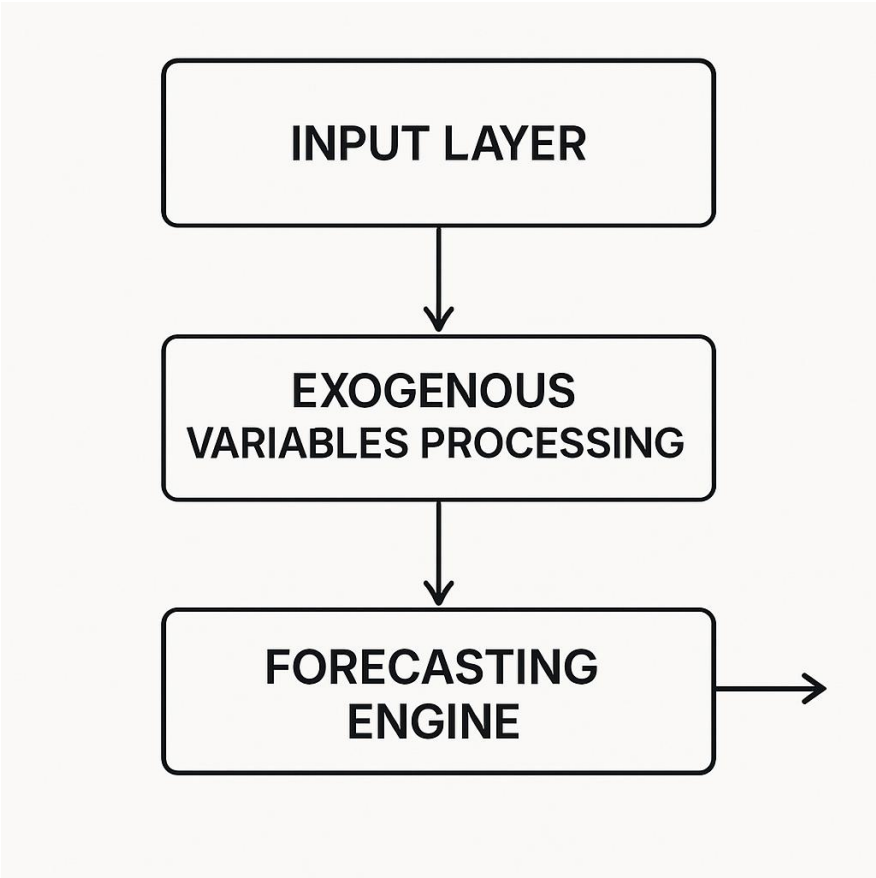 INPUT LAYER
EXOGENOUS
VARIABLES PROCESSING
FORECASTING
ENGINE